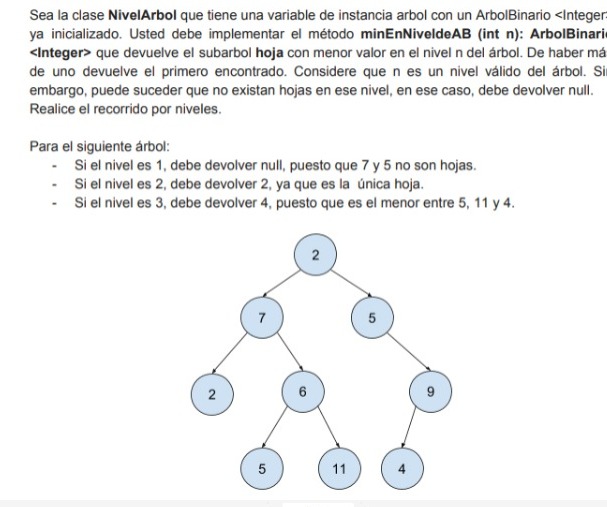 Sea la clase NivelArbol que tiene una variable de instancia arbol con un ArbolBinario <Integer>
ya inicializado. Usted debe implementar el método minEnNiveldeAB (int n): ArbolBinario
<Integer> que devuelve el subarbol hoja con menor valor en el nivel n del árbol. De haber má
de uno devuelve el primero encontrado. Considere que n es un nivel válido del árbol. Si
embargo, puede suceder que no existan hojas en ese nivel, en ese caso, debe devolver null.
Realice el recorrido por niveles.
Para el siguiente árbol:
- Si el nivel es 1, debe devolver null, puesto que 7 y 5 no son hojas.
- Si el nivel es 2, debe devolver 2, ya que es la única hoja.
- Si el nivel es 3, debe devolver 4, puesto que es el menor entre 5, 11 y 4.
2
7 5
2 6 9
5 11 4